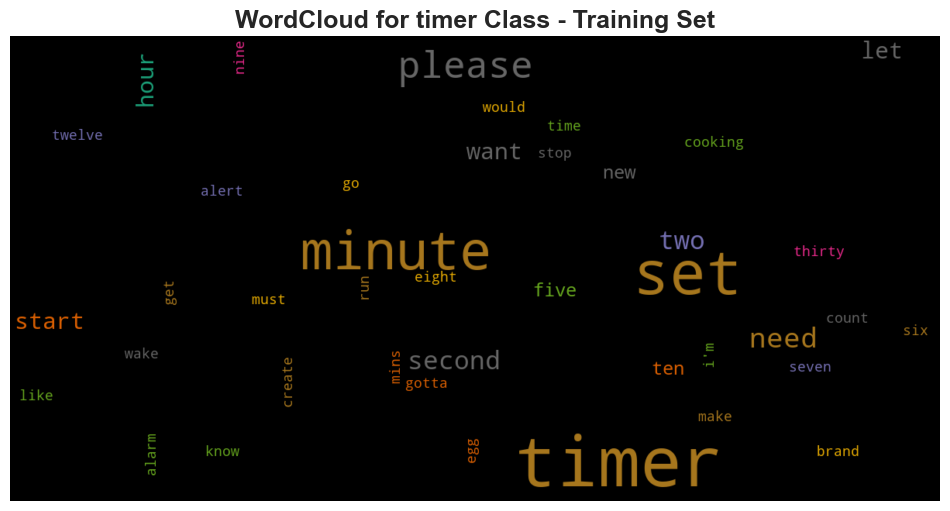 WordCloud for timer Class - Training Set
nine
let
hour
please
would
time
twelve
cooking
want
stop
new
go
alert
two
minute
thirty
set
eight
run
get
five
must
start
count
six
need
second
wake
i'm
mins
ten
seven
gotta
create
like
make
alarm
know
egg
timer
brand